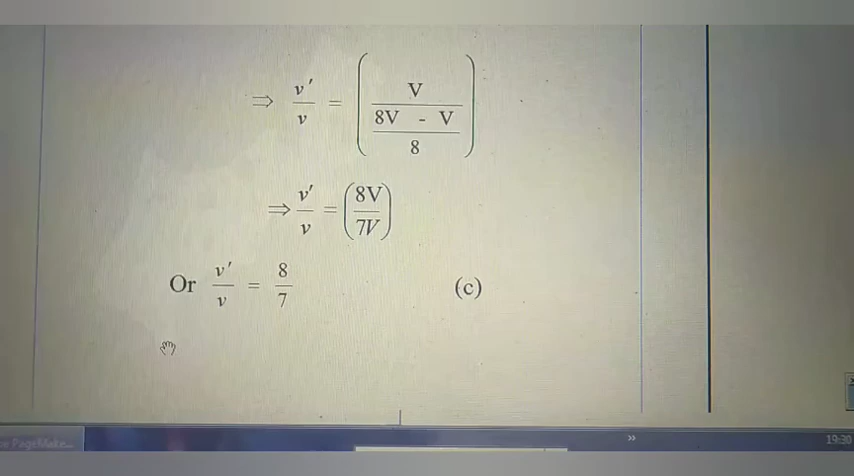 ⇒ v′/v = (V / ((8V - V)/8))
⇒ v′/v = (8V/7V)
Or v′/v = 8/7 (c)
PageMake...
»
19:30